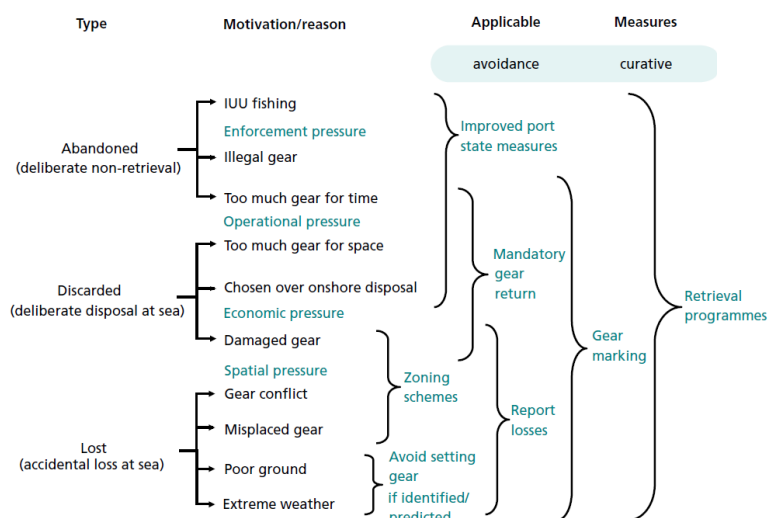 Type
Motivation/reason
Applicable
Measures
avoidance
curative
Abandoned
(deliberate non-retrieval)
IUU fishing
Enforcement pressure
Illegal gear
Too much gear for time
Operational pressure
Discarded
(deliberate disposal at sea)
Too much gear for space
Chosen over onshore disposal
Economic pressure
Damaged gear
Spatial pressure
Lost
(accidental loss at sea)
Gear conflict
Misplaced gear
Poor ground
Extreme weather
Improved port
state measures
Mandatory
gear
return
Zoning
schemes
Report
losses
Avoid setting
gear
if identified/
predicted
Gear
marking
Retrieval
programmes